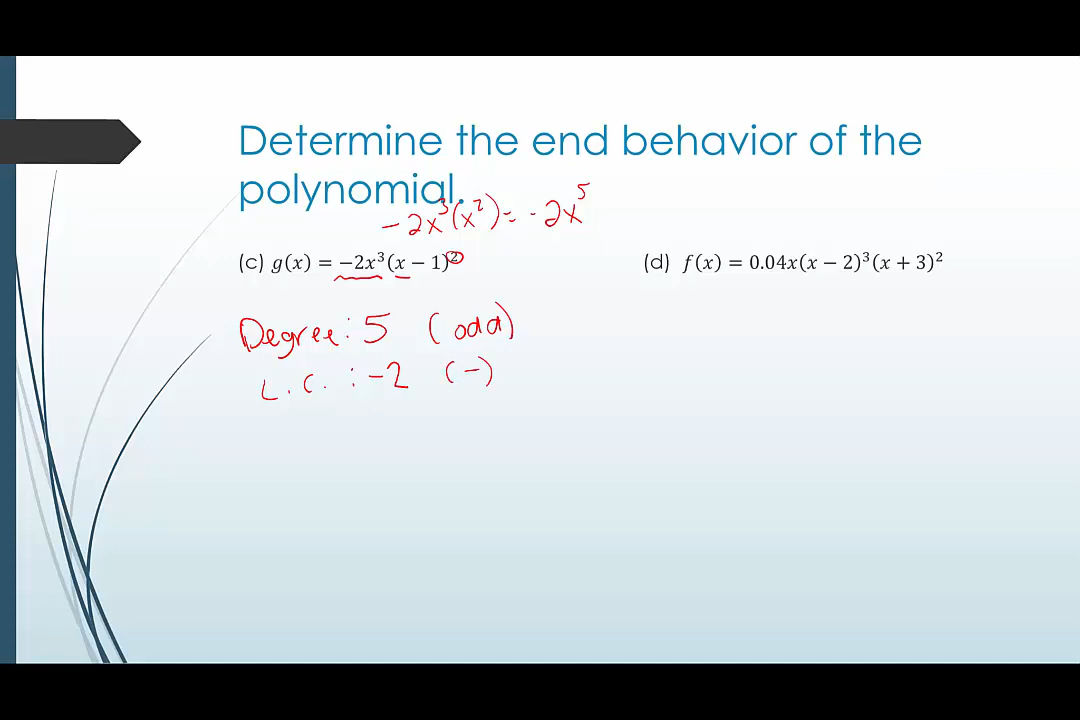 Determine the end behavior of the
polynomial.
-2x³(x²) = -2x⁵
(c) g(x) = −2x³(x − 1)²
(d) f(x) = 0.04x(x − 2)³(x + 3)²
Degree: 5 (odd)
L.C. : -2 (-)